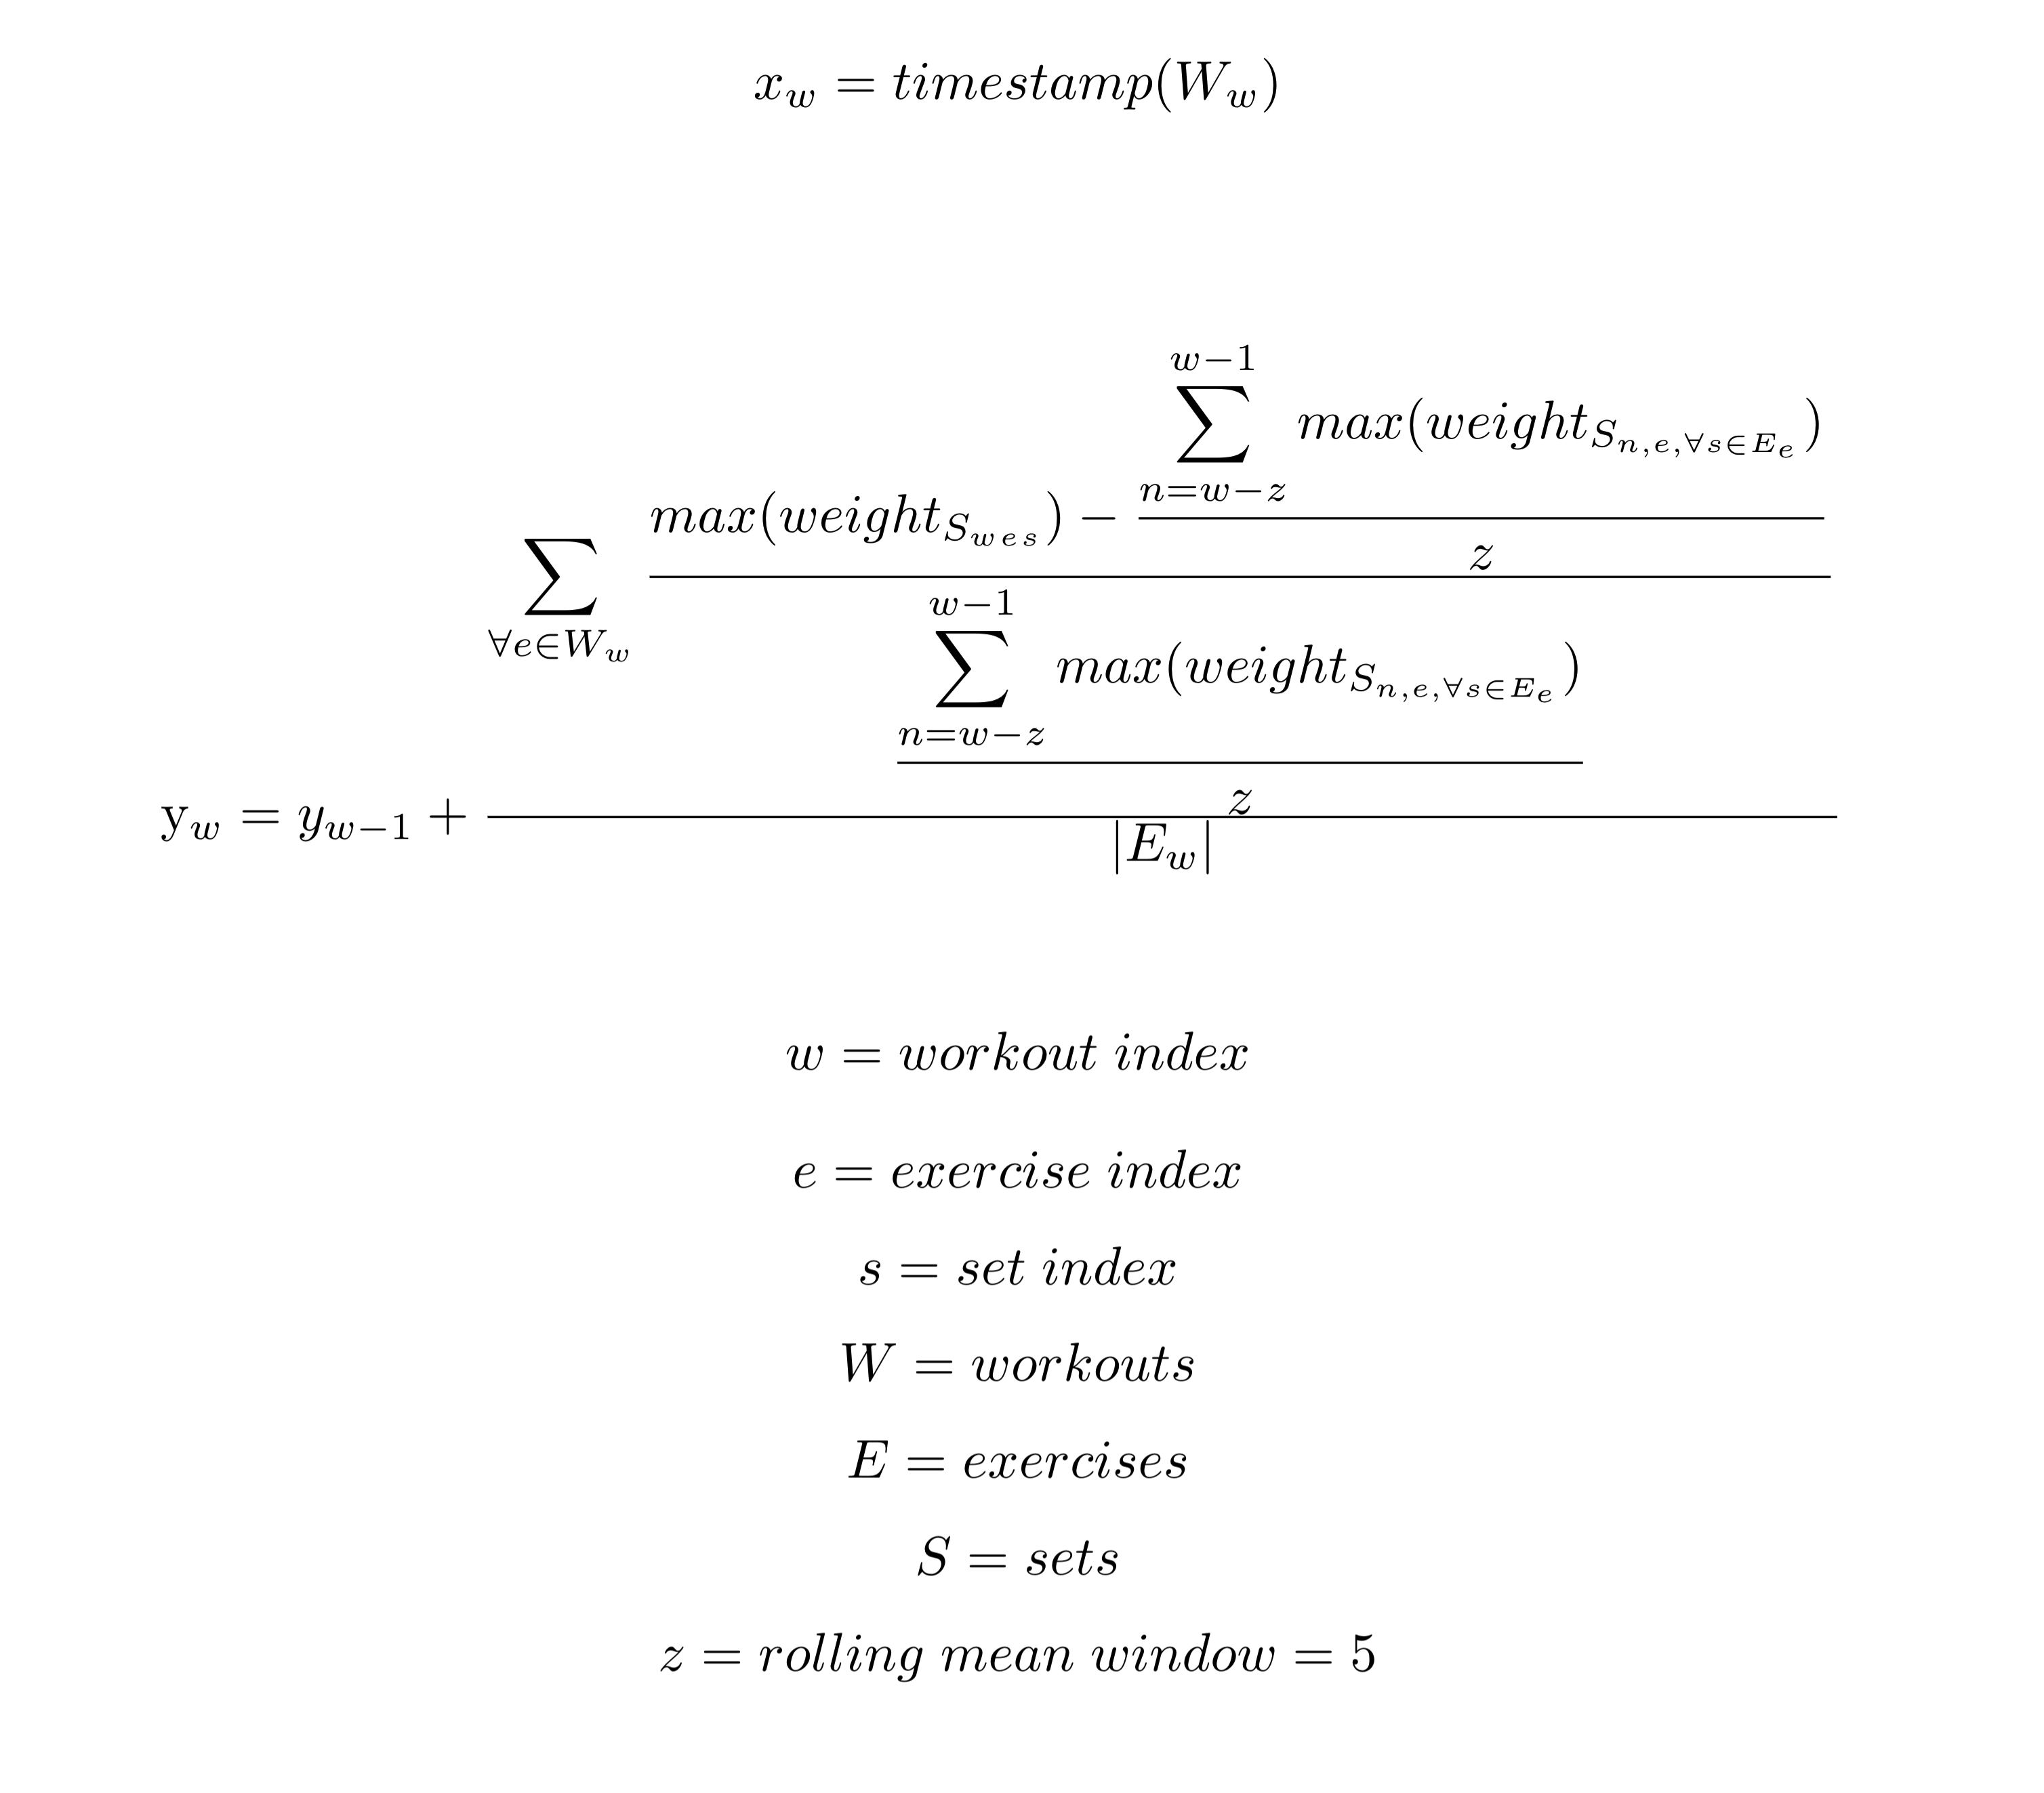 x_w = timestamp(W_w)
y_w = y_{w-1} + \frac{\sum_{\forall e \in W_w} \frac{max(weight_{S_{wes}}) - \frac{\sum_{n=w-z}^{w-1} max(weight_{S_{n,e,\forall s \in E_e}})}{z}}{\frac{\sum_{n=w-z}^{w-1} max(weight_{S_{n,e,\forall s \in E_e}})}{z}}}{|E_w|}
w = workout index
e = exercise index
s = set index
W = workouts
E = exercises
S = sets
z = rolling mean window = 5